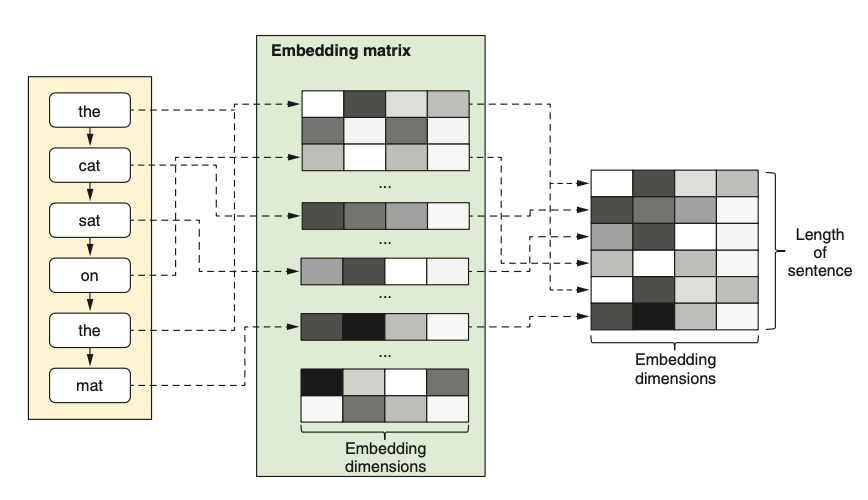 Embedding matrix
the
cat
sat
on
the
mat
...
...
...
...
Embedding
dimensions
Length
of
sentence
Embedding
dimensions